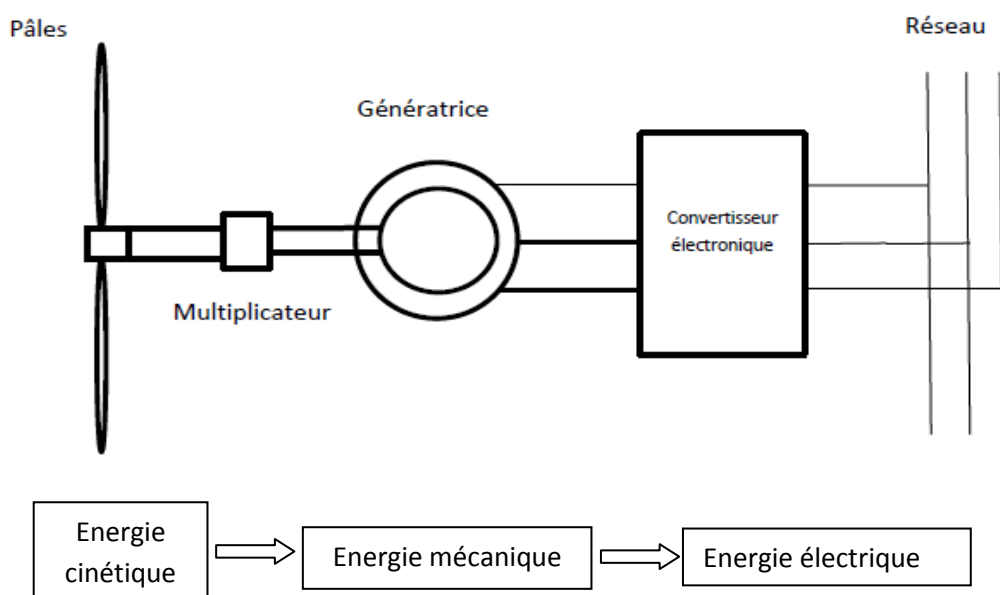 Pâles
Réseau
Génératrice
Convertisseur
électronique
Multiplicateur
Energie
cinétique
Energie mécanique
Energie électrique